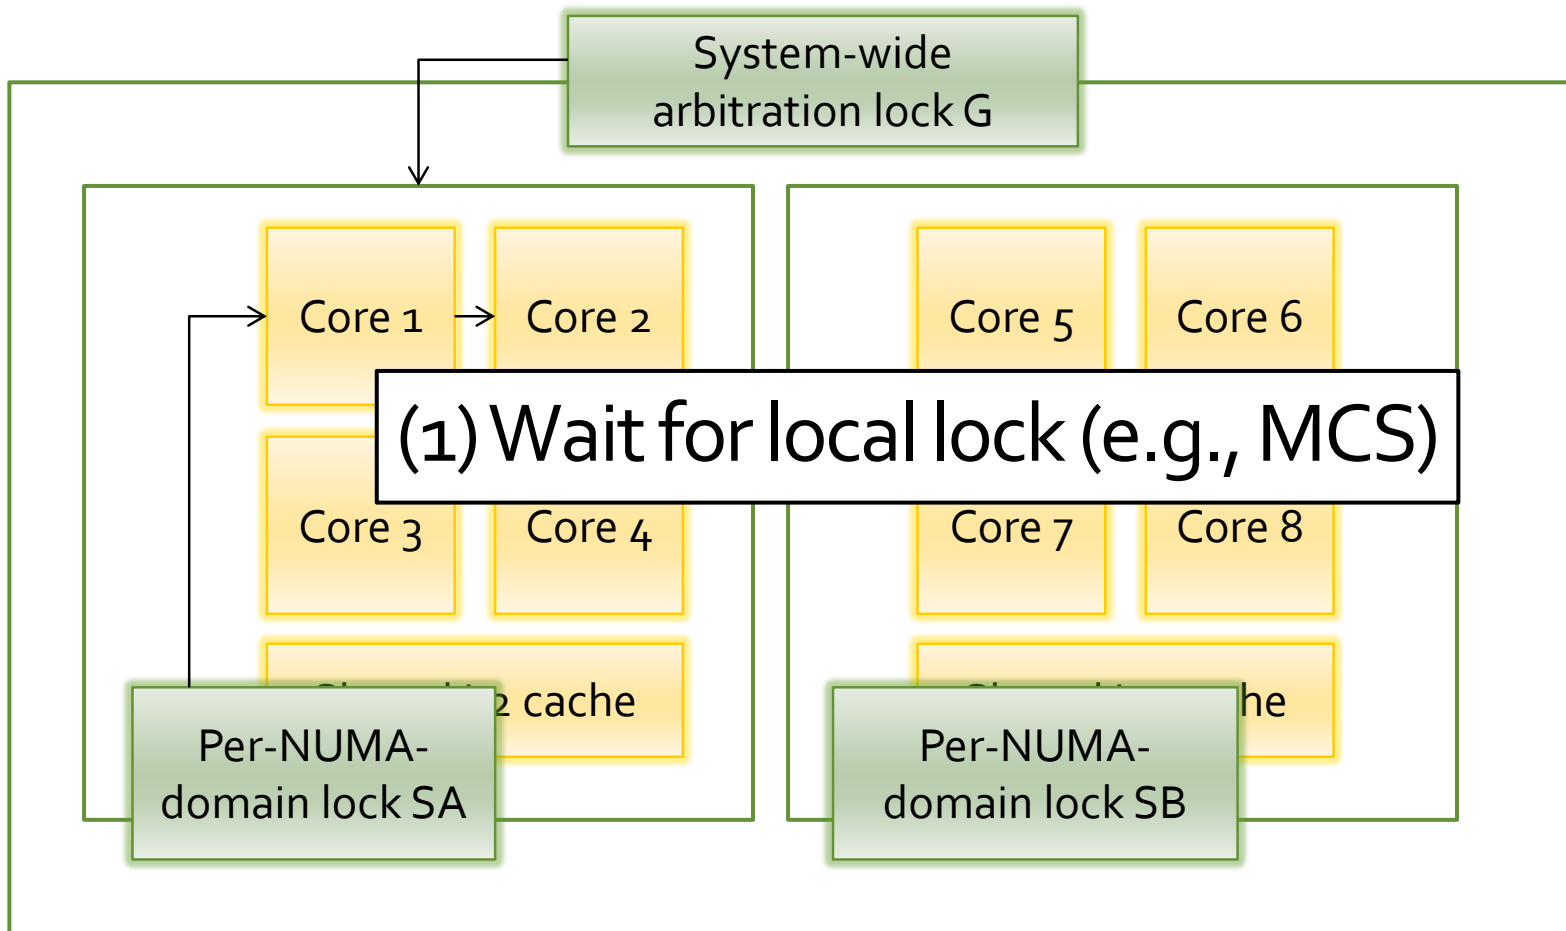 System-wide
arbitration lock G
Core 1
Core 2
Core 5
Core 6
(1) Wait for local lock (e.g., MCS)
Core 3
Core 4
Core 7
Core 8
2 cache
he
Per-NUMA-
domain lock SA
Per-NUMA-
domain lock SB